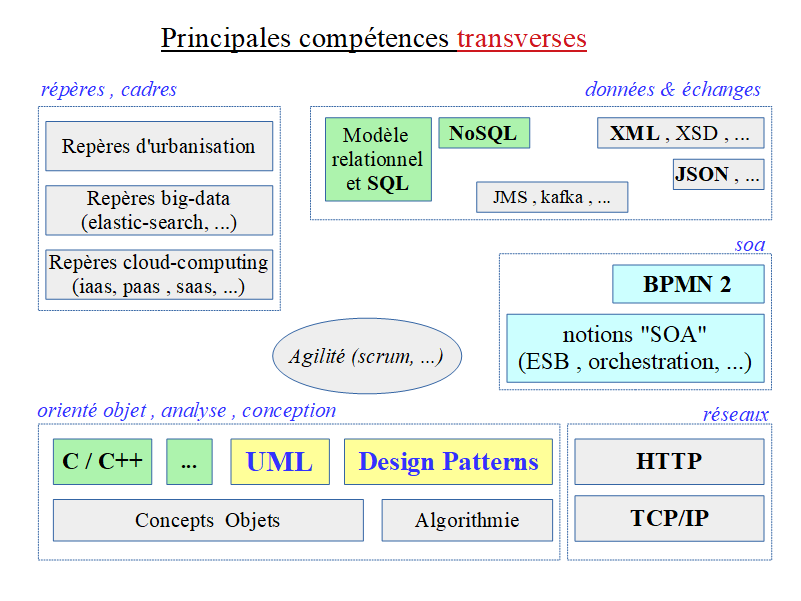 Principales compétences transverses
répères , cadres
Repères d'urbanisation
Repères big-data
(elastic-search, ...)
Repères cloud-computing
(iaas, paas , saas, ...)
données & échanges
Modèle
relationnel
et SQL
NoSQL
XML , XSD , ...
JSON , ...
JMS , kafka , ...
soa
BPMN 2
notions "SOA"
(ESB , orchestration, ...)
Agilité (scrum, ...)
orienté objet , analyse , conception
C / C++
...
UML
Design Patterns
Concepts Objets
Algorithmie
réseaux
HTTP
TCP/IP